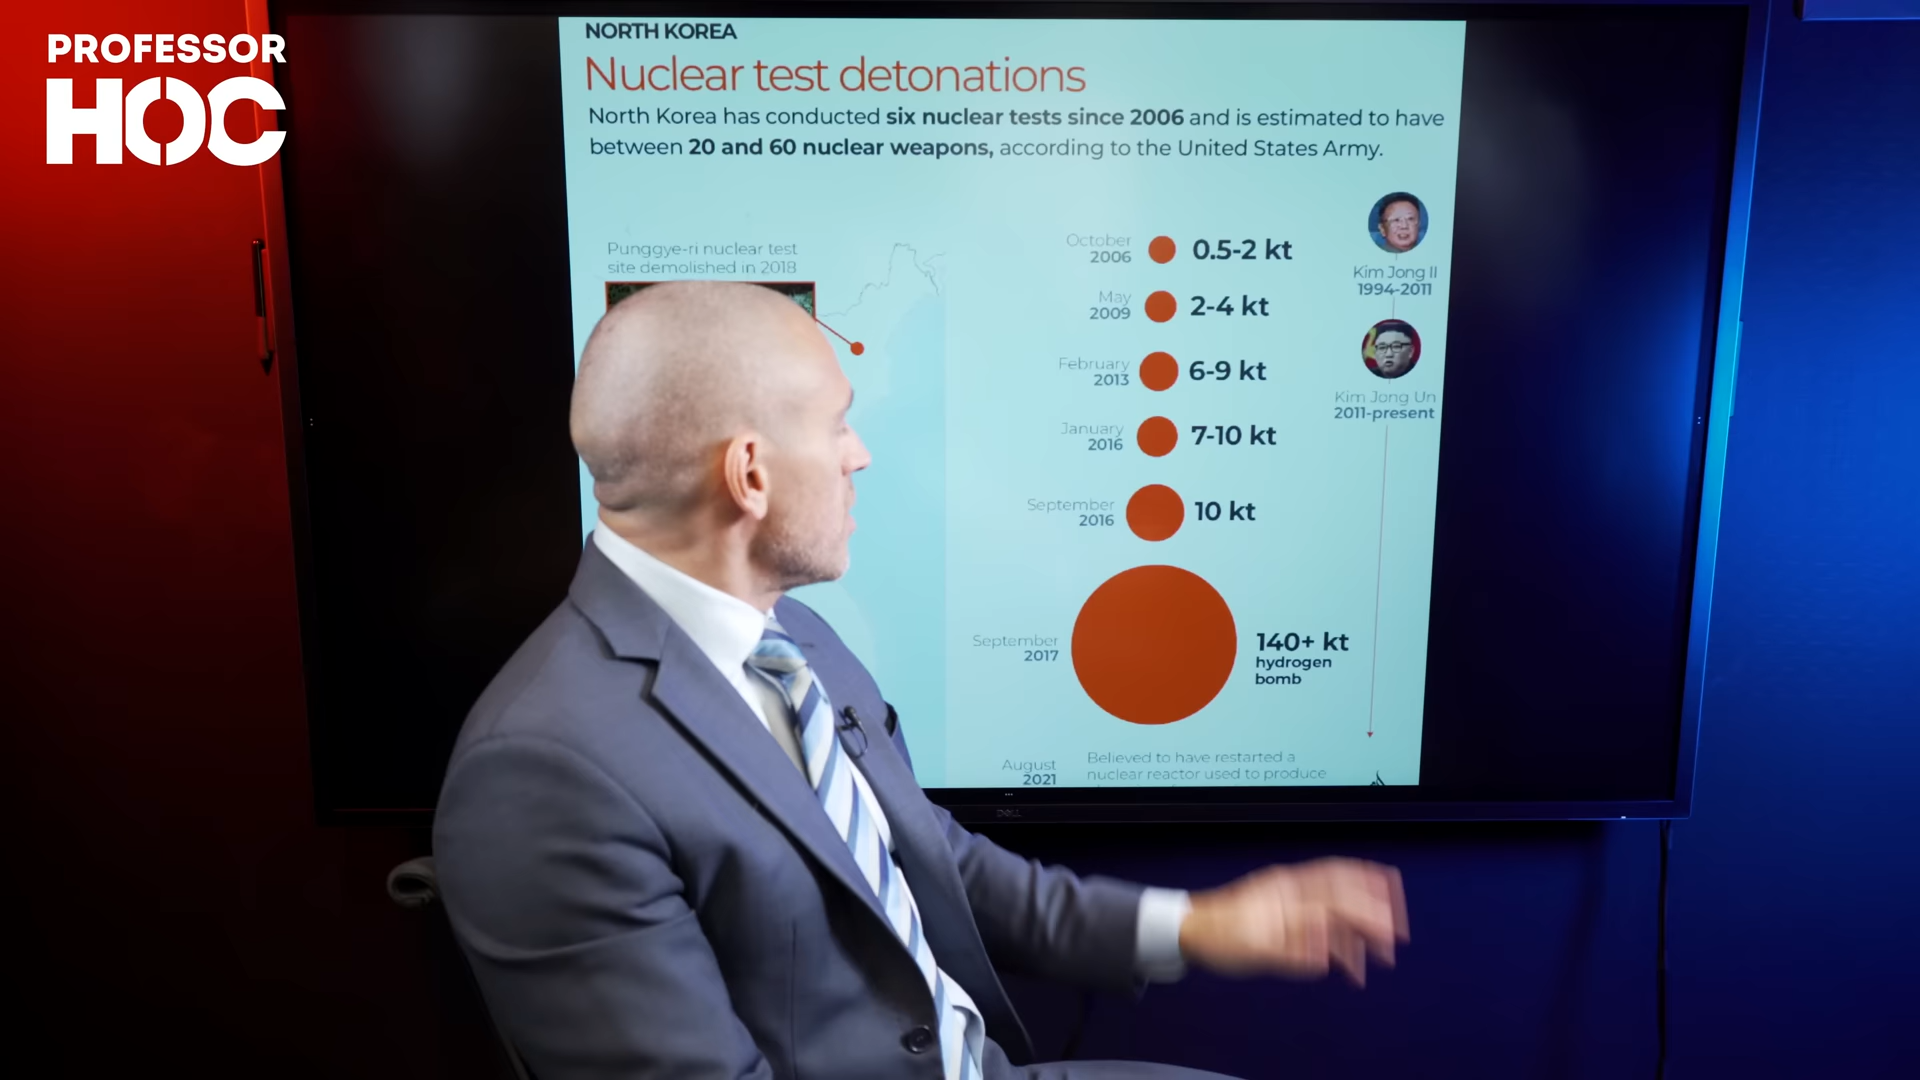 PROFESSOR
HOC
NORTH KOREA
Nuclear test detonations
North Korea has conducted six nuclear tests since 2006 and is estimated to have
between 20 and 60 nuclear weapons, according to the United States Army.
Punggye-ri nuclear test
site demolished in 2018
October
2006
0.5-2 kt
May
2009
2-4 kt
February
2013
6-9 kt
January
2016
7-10 kt
September
2016
10 kt
September
2017
140+ kt
hydrogen
bomb
August
2021
Believed to have restarted a
nuclear reactor used to produce
Kim Jong Il
1994-2011
Kim Jong Un
2011-present
DELL